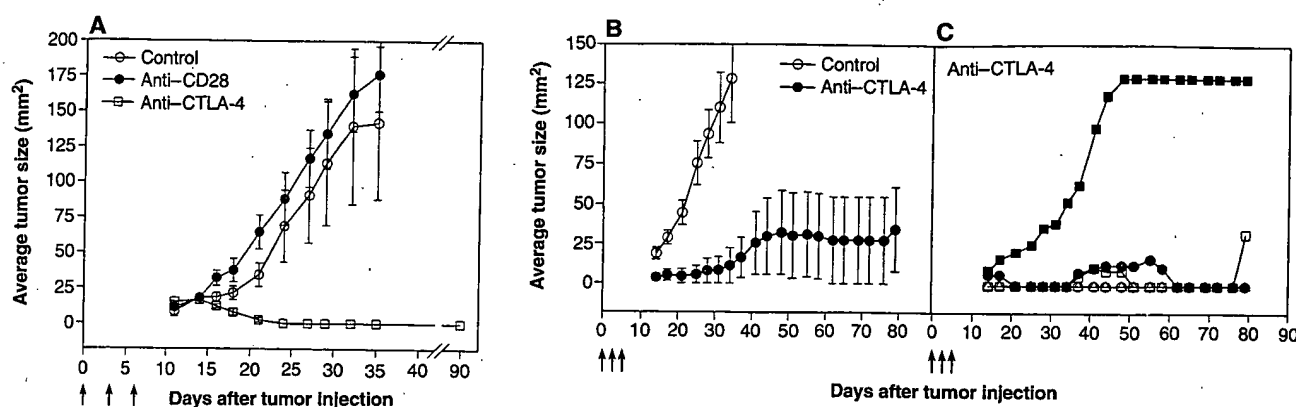 A
Average tumor size (mm²)
200
175
150
125
100
75
50
25
0
Control
Anti–CD28
Anti–CTLA-4
0 5 10 15 20 25 30 35 40 90
Days after tumor injection
B
Average tumor size (mm²)
150
125
100
75
50
25
0
Control
Anti–CTLA-4
0 10 20 30 40 50 60 70 80
C
Anti–CTLA-4
0 10 20 30 40 50 60 70 80 90
Days after tumor injection